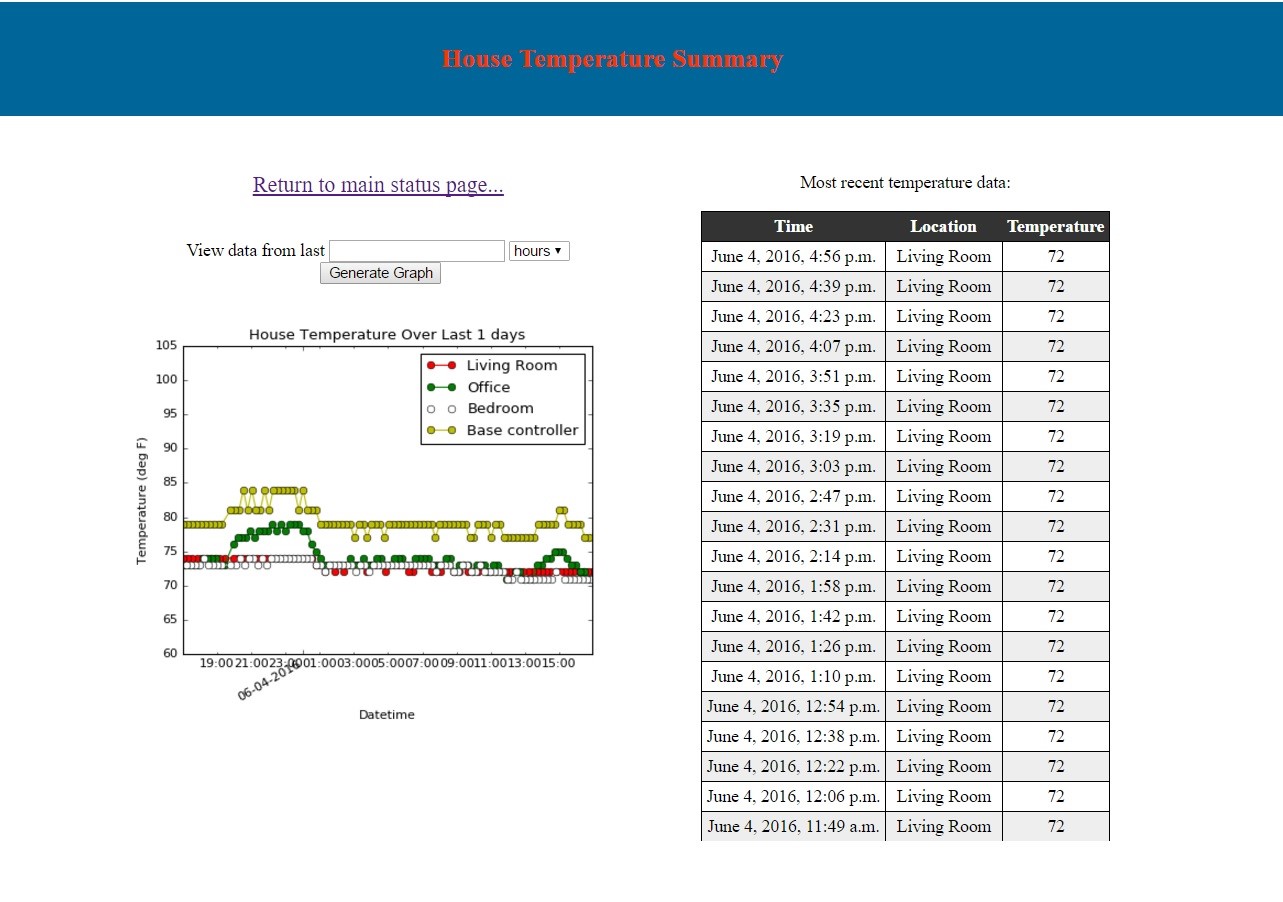 House Temperature Summary
Return to main status page...
View data from last hours
Generate Graph
House Temperature Over Last 1 days
105
100
95
90
85
80
75
70
65
60
Temperature (deg F)
Living Room
Office
Bedroom
Base controller
19:00 21:00 23:00 01:00 03:00 05:00 07:00 09:00 11:00 13:00 15:00
06-04-2016
Datetime
Most recent temperature data:
Time Location Temperature
June 4, 2016, 4:56 p.m. Living Room 72
June 4, 2016, 4:39 p.m. Living Room 72
June 4, 2016, 4:23 p.m. Living Room 72
June 4, 2016, 4:07 p.m. Living Room 72
June 4, 2016, 3:51 p.m. Living Room 72
June 4, 2016, 3:35 p.m. Living Room 72
June 4, 2016, 3:19 p.m. Living Room 72
June 4, 2016, 3:03 p.m. Living Room 72
June 4, 2016, 2:47 p.m. Living Room 72
June 4, 2016, 2:31 p.m. Living Room 72
June 4, 2016, 2:14 p.m. Living Room 72
June 4, 2016, 1:58 p.m. Living Room 72
June 4, 2016, 1:42 p.m. Living Room 72
June 4, 2016, 1:26 p.m. Living Room 72
June 4, 2016, 1:10 p.m. Living Room 72
June 4, 2016, 12:54 p.m. Living Room 72
June 4, 2016, 12:38 p.m. Living Room 72
June 4, 2016, 12:22 p.m. Living Room 72
June 4, 2016, 12:06 p.m. Living Room 72
June 4, 2016, 11:49 a.m. Living Room 72